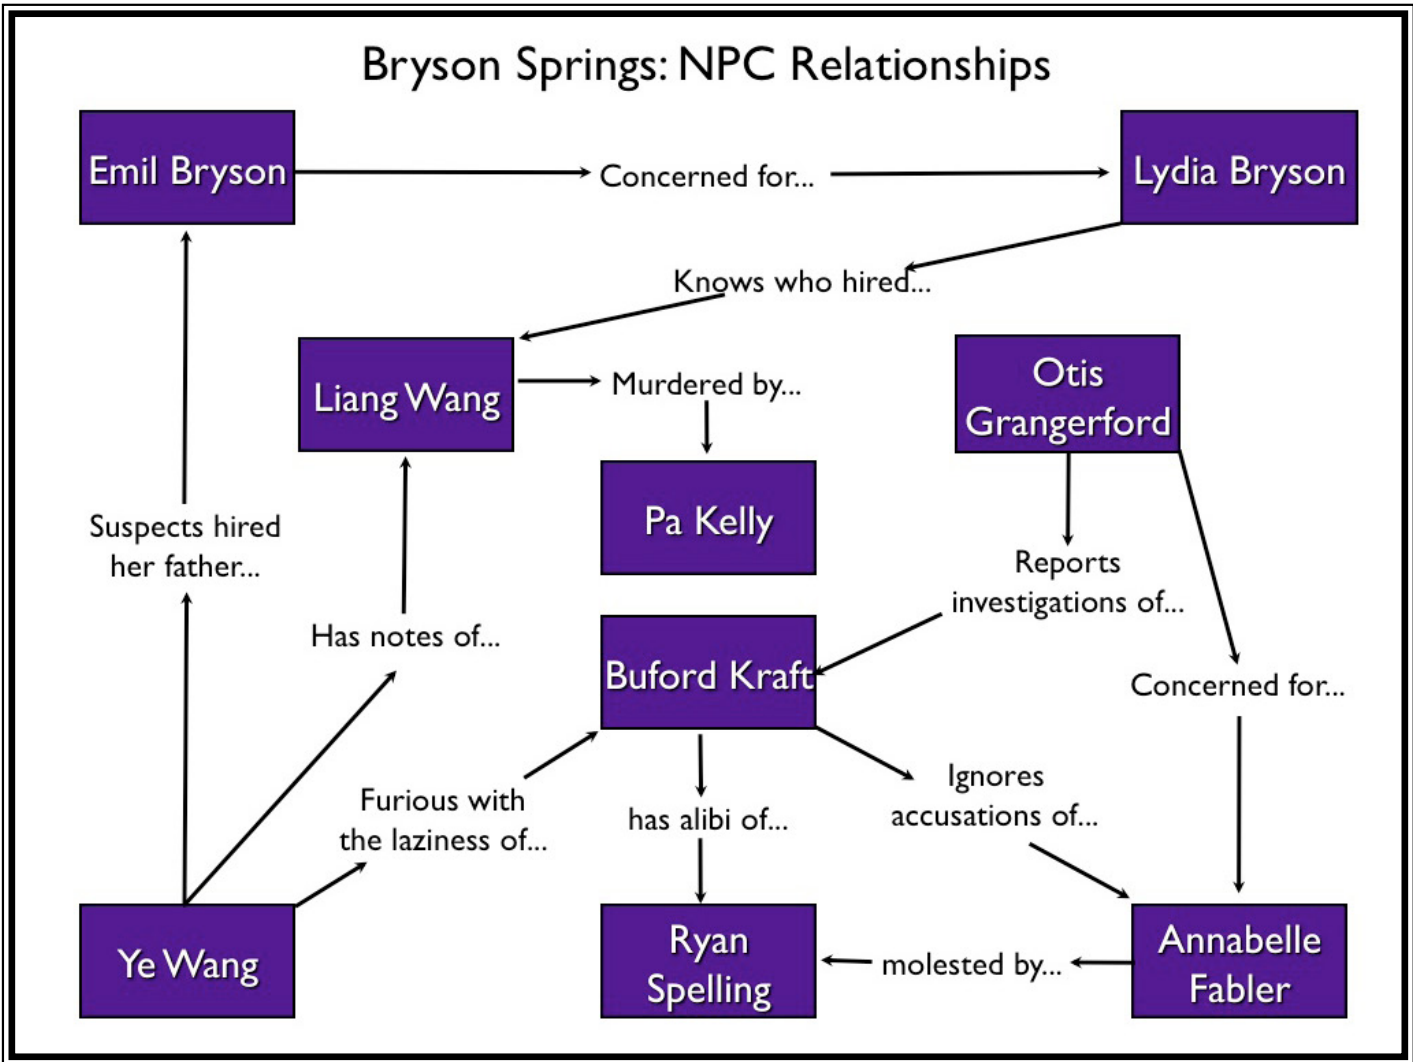 Bryson Springs: NPC Relationships
Emil Bryson
Concerned for...
Lydia Bryson
Knows who hired...
Liang Wang
Murdered by...
Otis
Grangerford
Pa Kelly
Suspects hired
her father...
Reports
investigations of...
Has notes of...
Buford Kraft
Concerned for...
Furious with
the laziness of...
has alibi of...
Ignores
accusations of...
Ye Wang
Ryan
Spelling
molested by...
Annabelle
Fabler